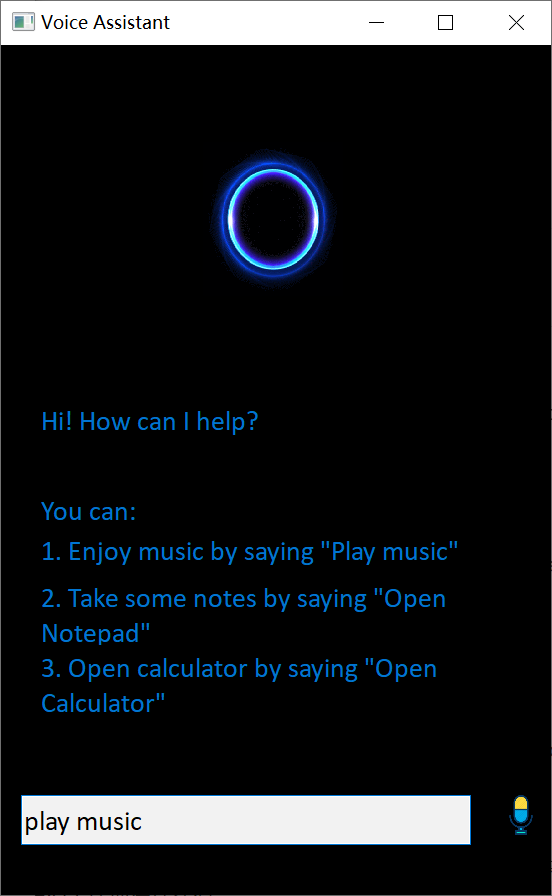 Voice Assistant
Hi! How can I help?
You can:
1. Enjoy music by saying "Play music"
2. Take some notes by saying "Open
Notepad"
3. Open calculator by saying "Open
Calculator"
play music